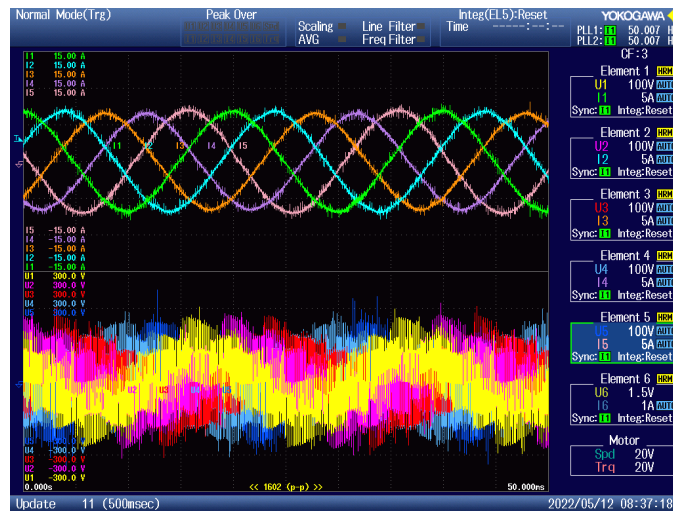 Normal Mode(Trg) Peak Over Scaling AVG Line Filter Freq Filter Integ(EL5):Reset Time -----:--:-- YOKOGAWA
PLL1: I1 50.007 H
PLL2: I1 50.007 H
CF:3
I1 15.00 A
I2 15.00 A
I3 15.00 A
I4 15.00 A
I5 15.00 A
I1 I3 I4 I5
I5 -15.00 A
I4 -15.00 A
I3 -15.00 A
I2 -15.00 A
I1 -15.00 A
U1 300.0 V
U2 300.0 V
U3 300.0 V
U4 300.0 V
U5 300.0 V
U2 U3
U4 -300.0 V
U3 -300.0 V
U2 -300.0 V
U1 -300.0 V
0.000s << 1602 (p-p) >> 50.000ms
Element 1 HRM
U1 100V AUTO
I1 5A AUTO
Sync: I1 Integ:Reset
Element 2 HRM
U2 100V AUTO
I2 5A AUTO
Sync: I1 Integ:Reset
Element 3 HRM
U3 100V AUTO
I3 5A AUTO
Sync: I1 Integ:Reset
Element 4 HRM
U4 100V AUTO
I4 5A AUTO
Sync: I1 Integ:Reset
Element 5 HRM
U5 100V AUTO
I5 5A AUTO
Sync: I1 Integ:Reset
Element 6 HRM
U6 1.5V
I6 1A AUTO
Sync: I1 Integ:Reset
Motor
Spd 20V
Trq 20V
Update 11 (500msec) 2022/05/12 08:37:18